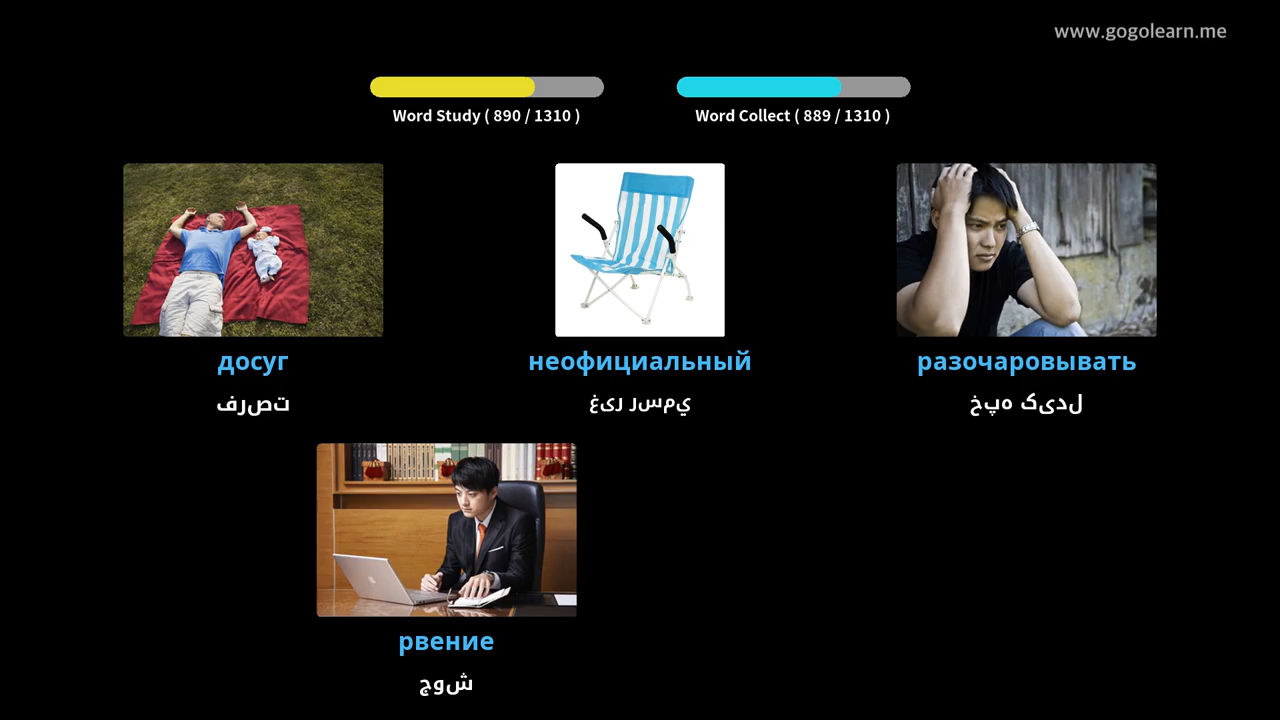 www.gogolearn.me
Word Study ( 890 / 1310 )
Word Collect ( 889 / 1310 )
досуг
неофициальный
разочаровывать
فرصت
غیر رسمي
خپه کیدل
рвение
جوش